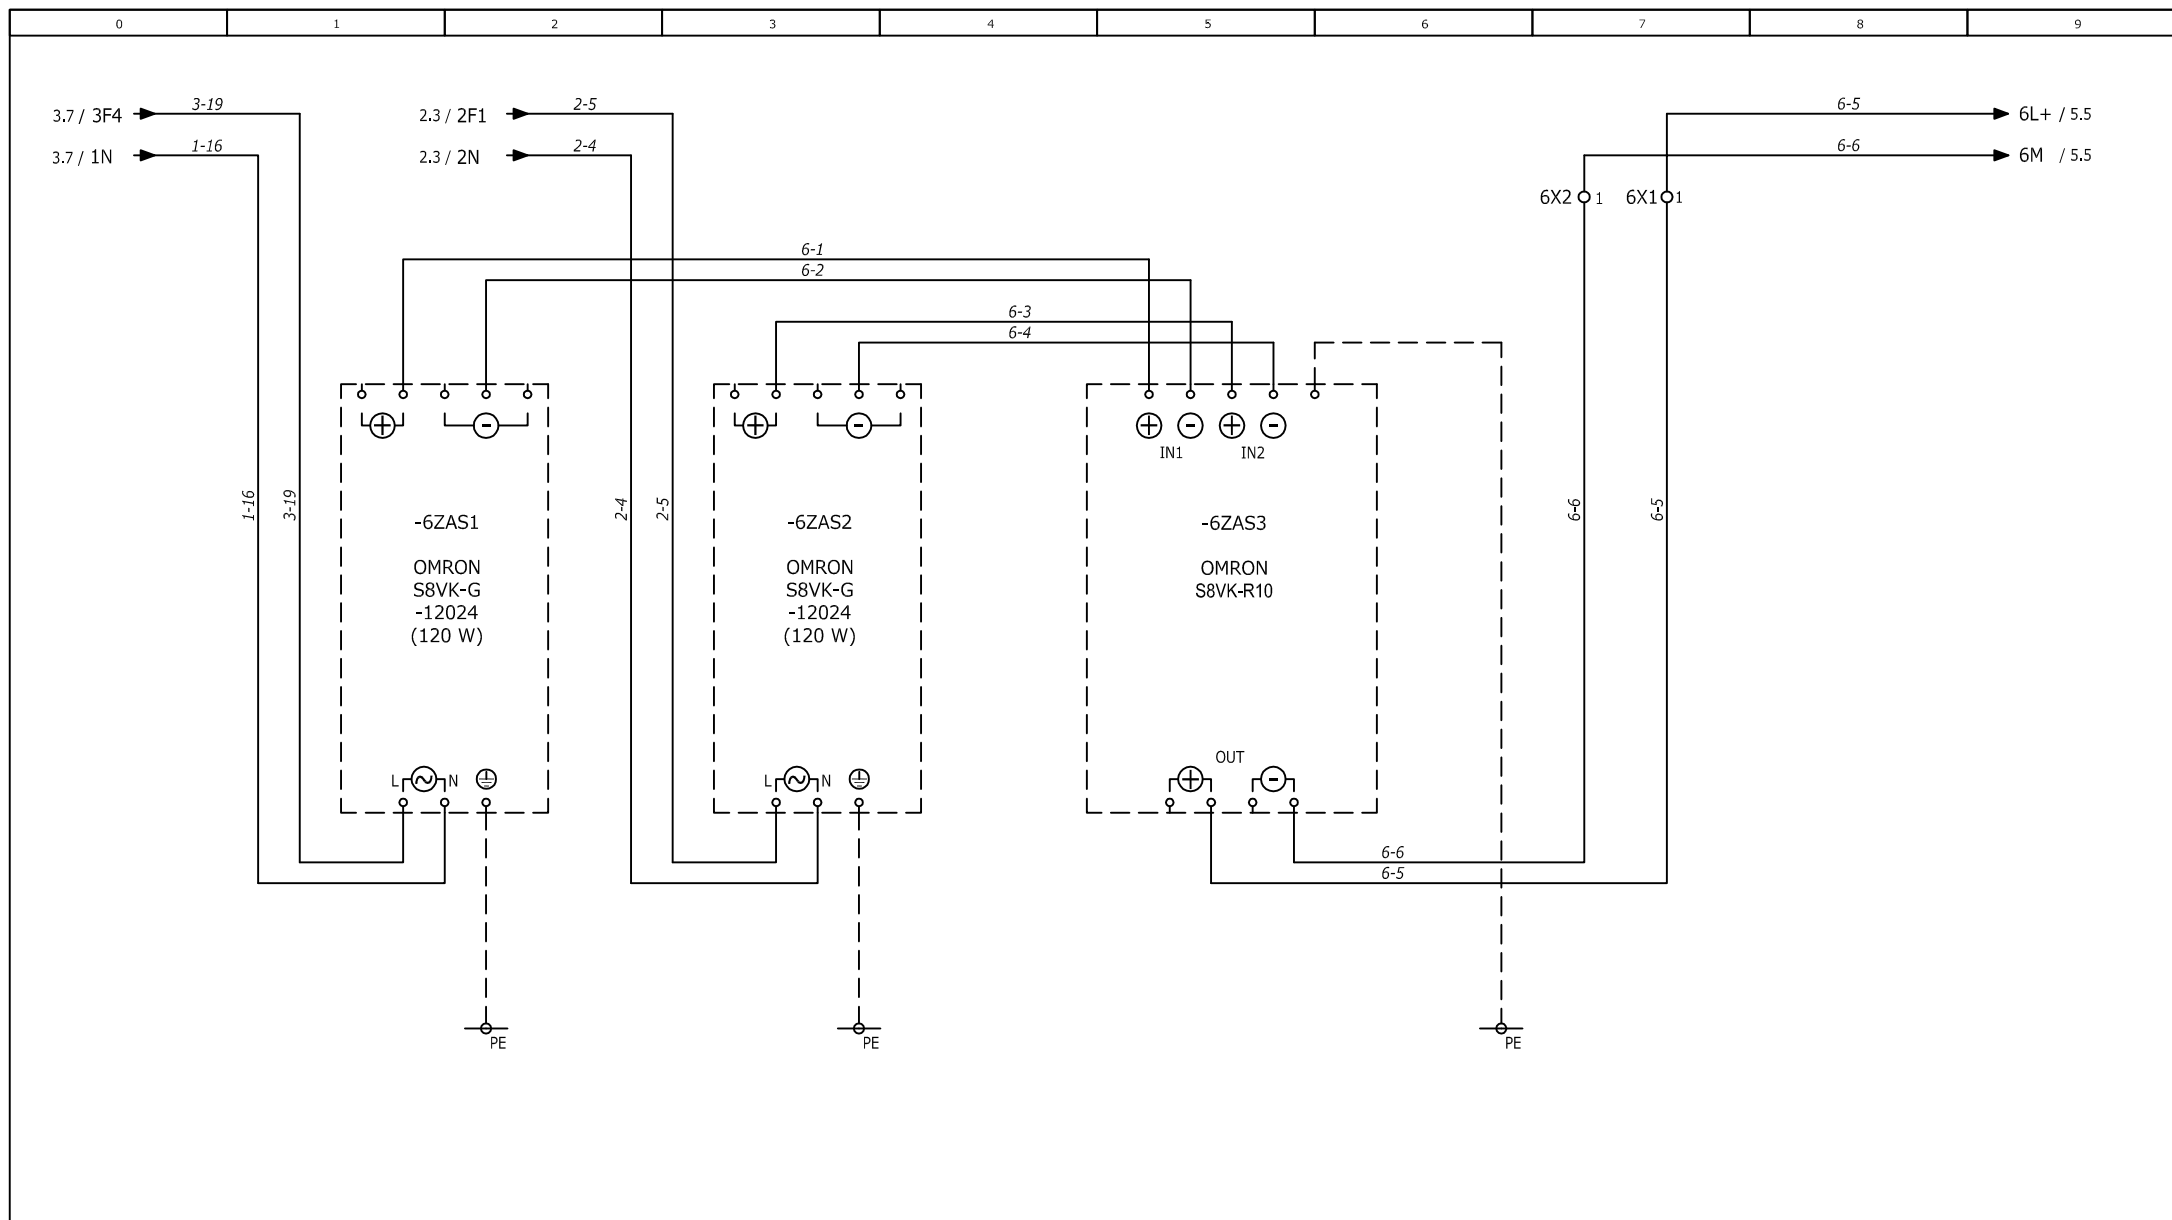 0 1 2 3 4 5 6 7 8 9
3.7 / 3F4 3-19 2.3 / 2F1 2-5 6-5 6L+ / 5.5
3.7 / 1N 1-16 2.3 / 2N 2-4 6-6 6M / 5.5
6X2 1 6X1 1
6-1
6-2
6-3
6-4
+ - + - + - + -
IN1 IN2
1-16 3-19 2-4 2-5 6-6 6-5
-6ZAS1 -6ZAS2 -6ZAS3
OMRON OMRON OMRON
S8VK-G S8VK-G S8VK-R10
-12024 -12024
(120 W) (120 W)
OUT
L N L N + -
6-6
6-5
PE PE PE